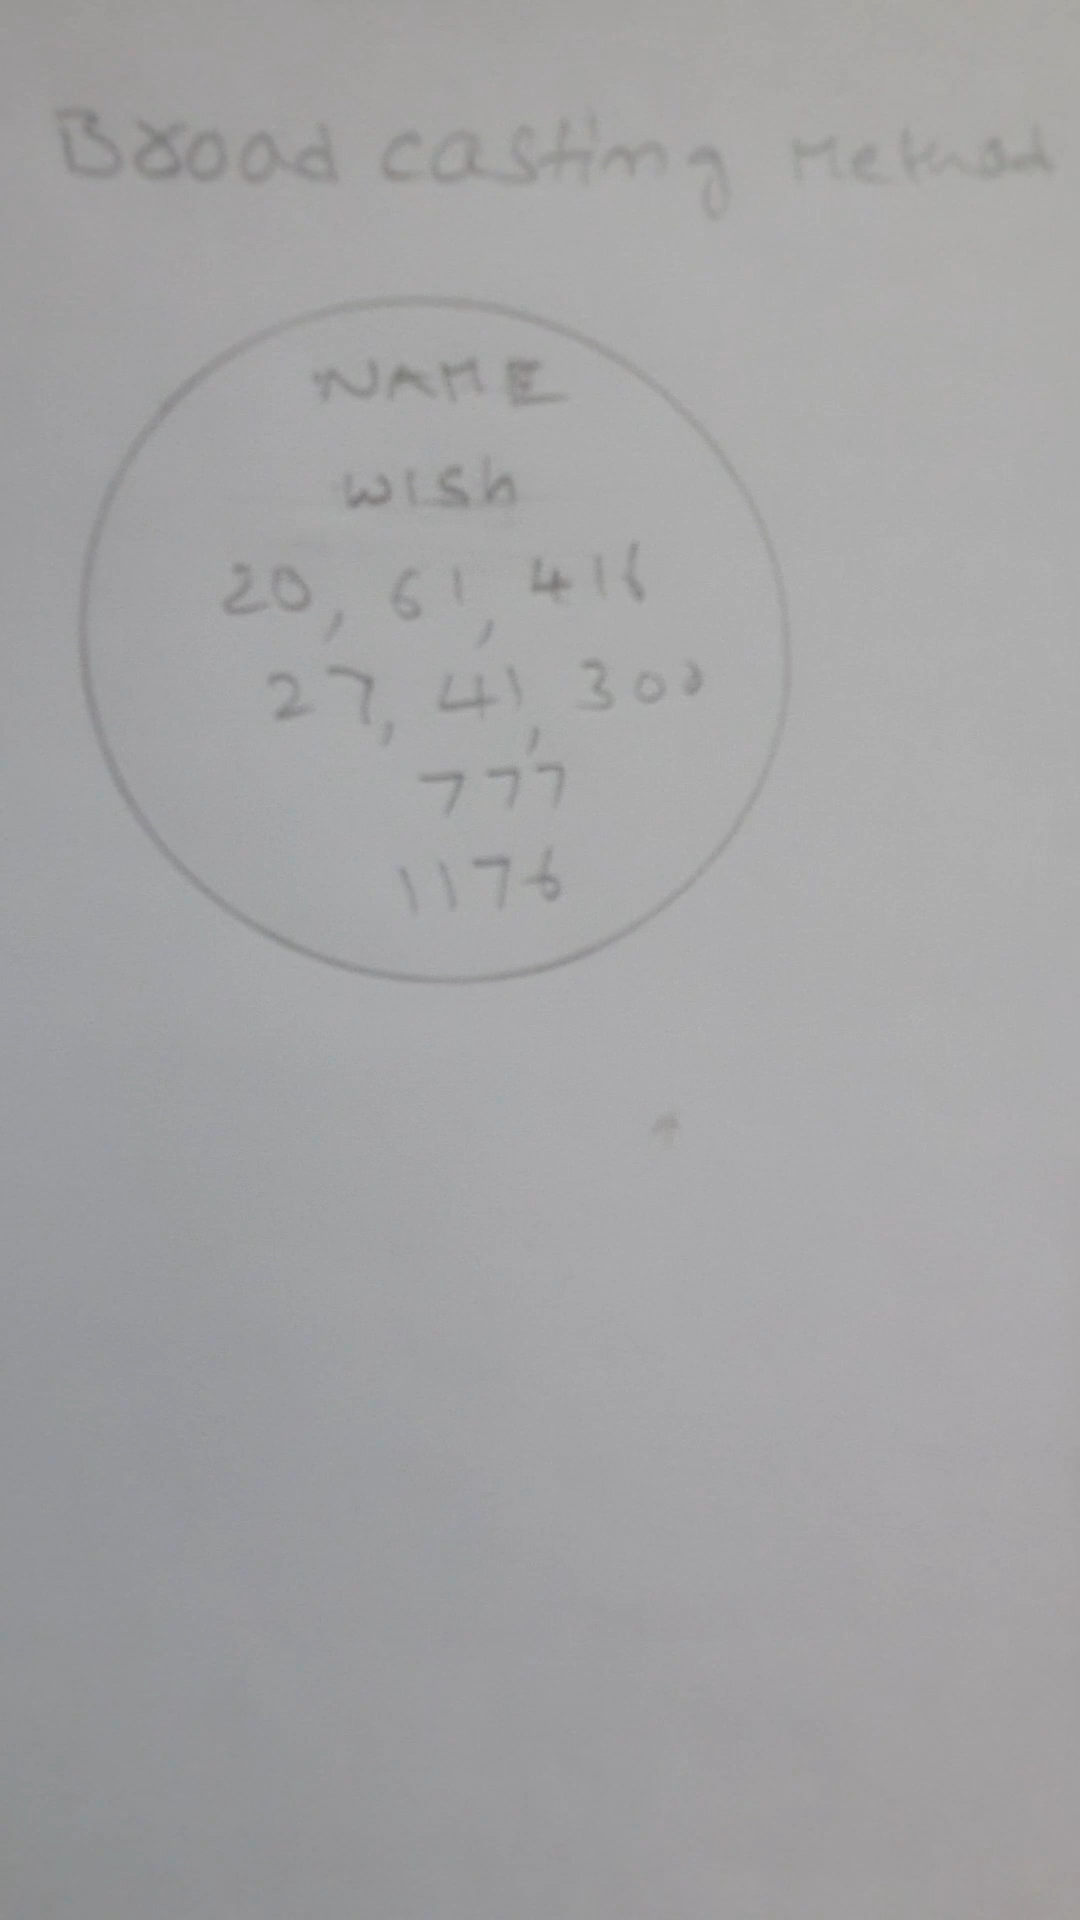 Broad casting Method
NAME
WISh
20, 61, 416
27, 41, 300
777
1176